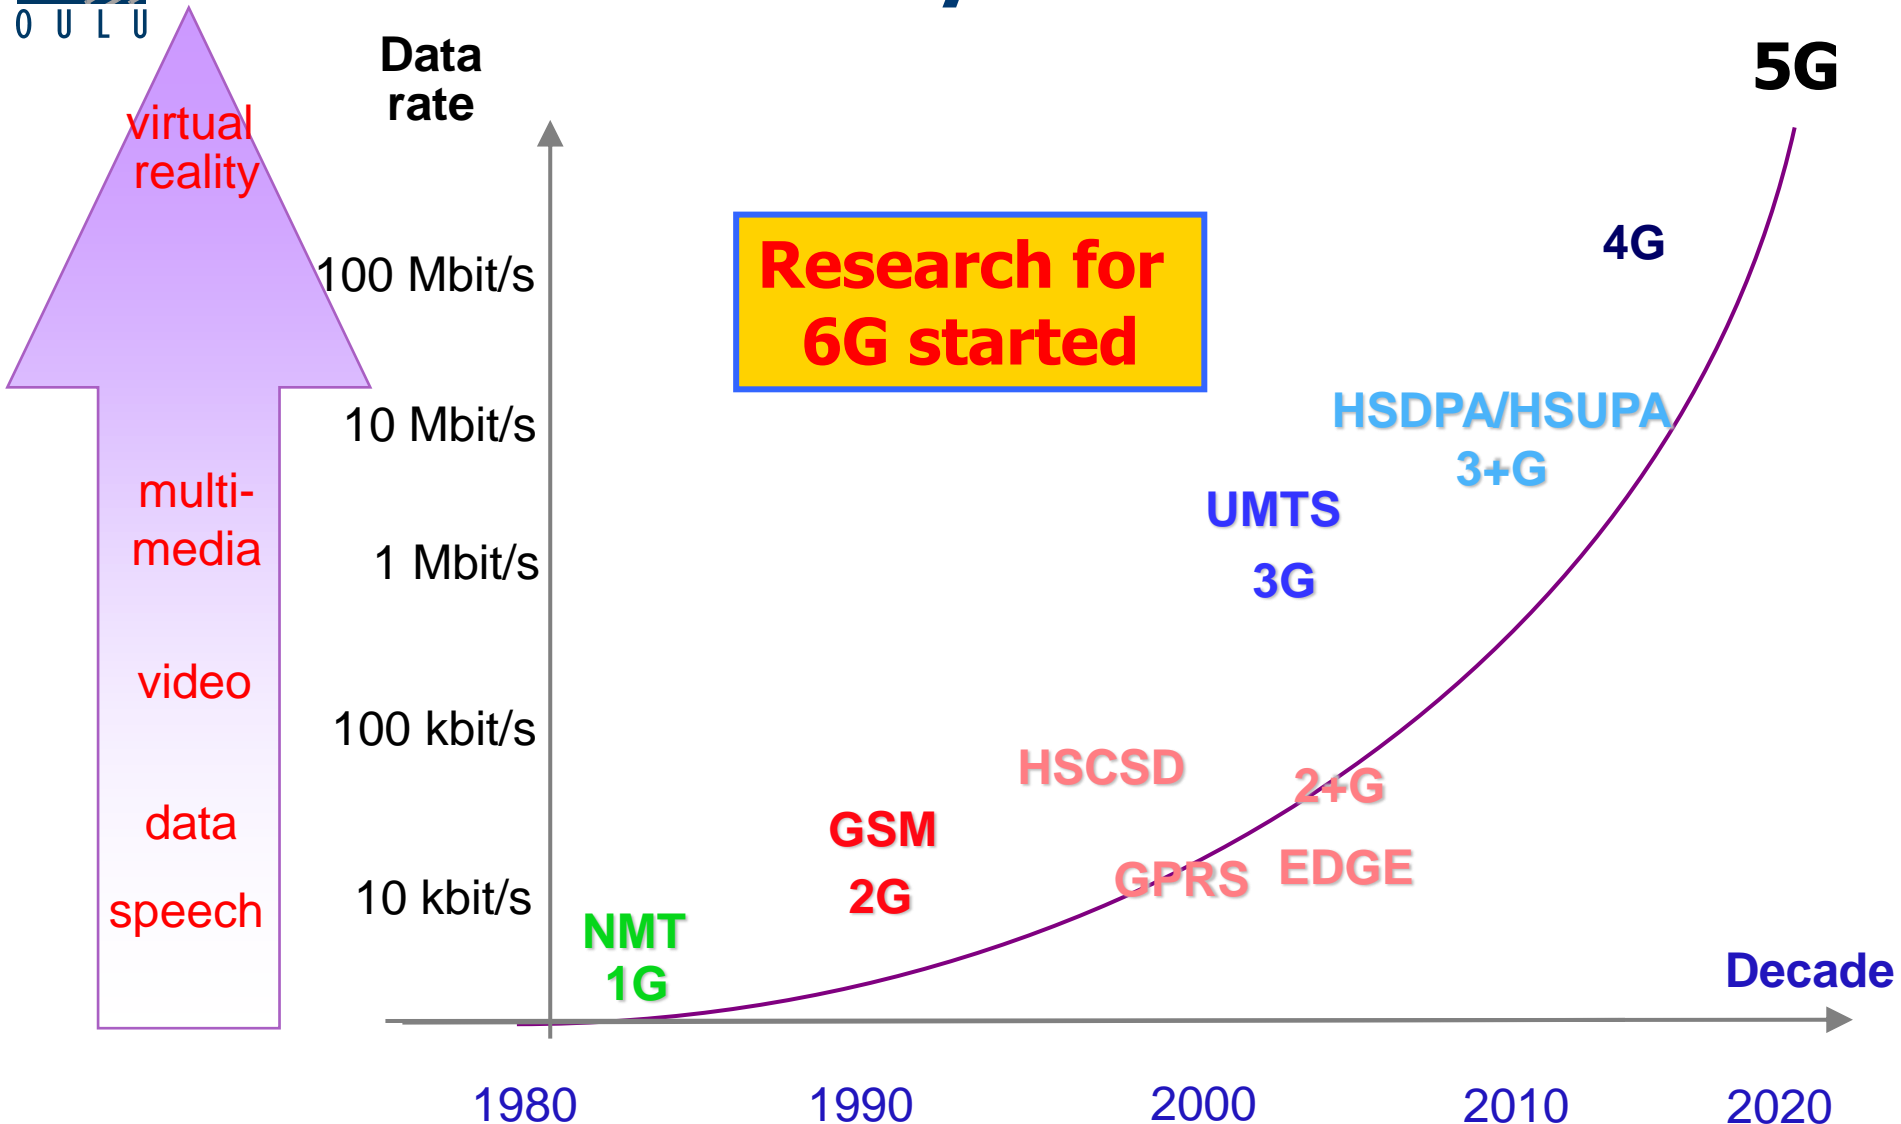 OULU
Data
rate
5G
virtual
reality
100 Mbit/s
Research for
6G started
4G
10 Mbit/s
HSDPA/HSUPA
3+G
multi-
media
UMTS
1 Mbit/s
3G
video
100 kbit/s
HSCSD
2+G
data
GSM
EDGE
GPRS
speech
10 kbit/s
2G
NMT
1G
Decade
1980
1990
2000
2010
2020